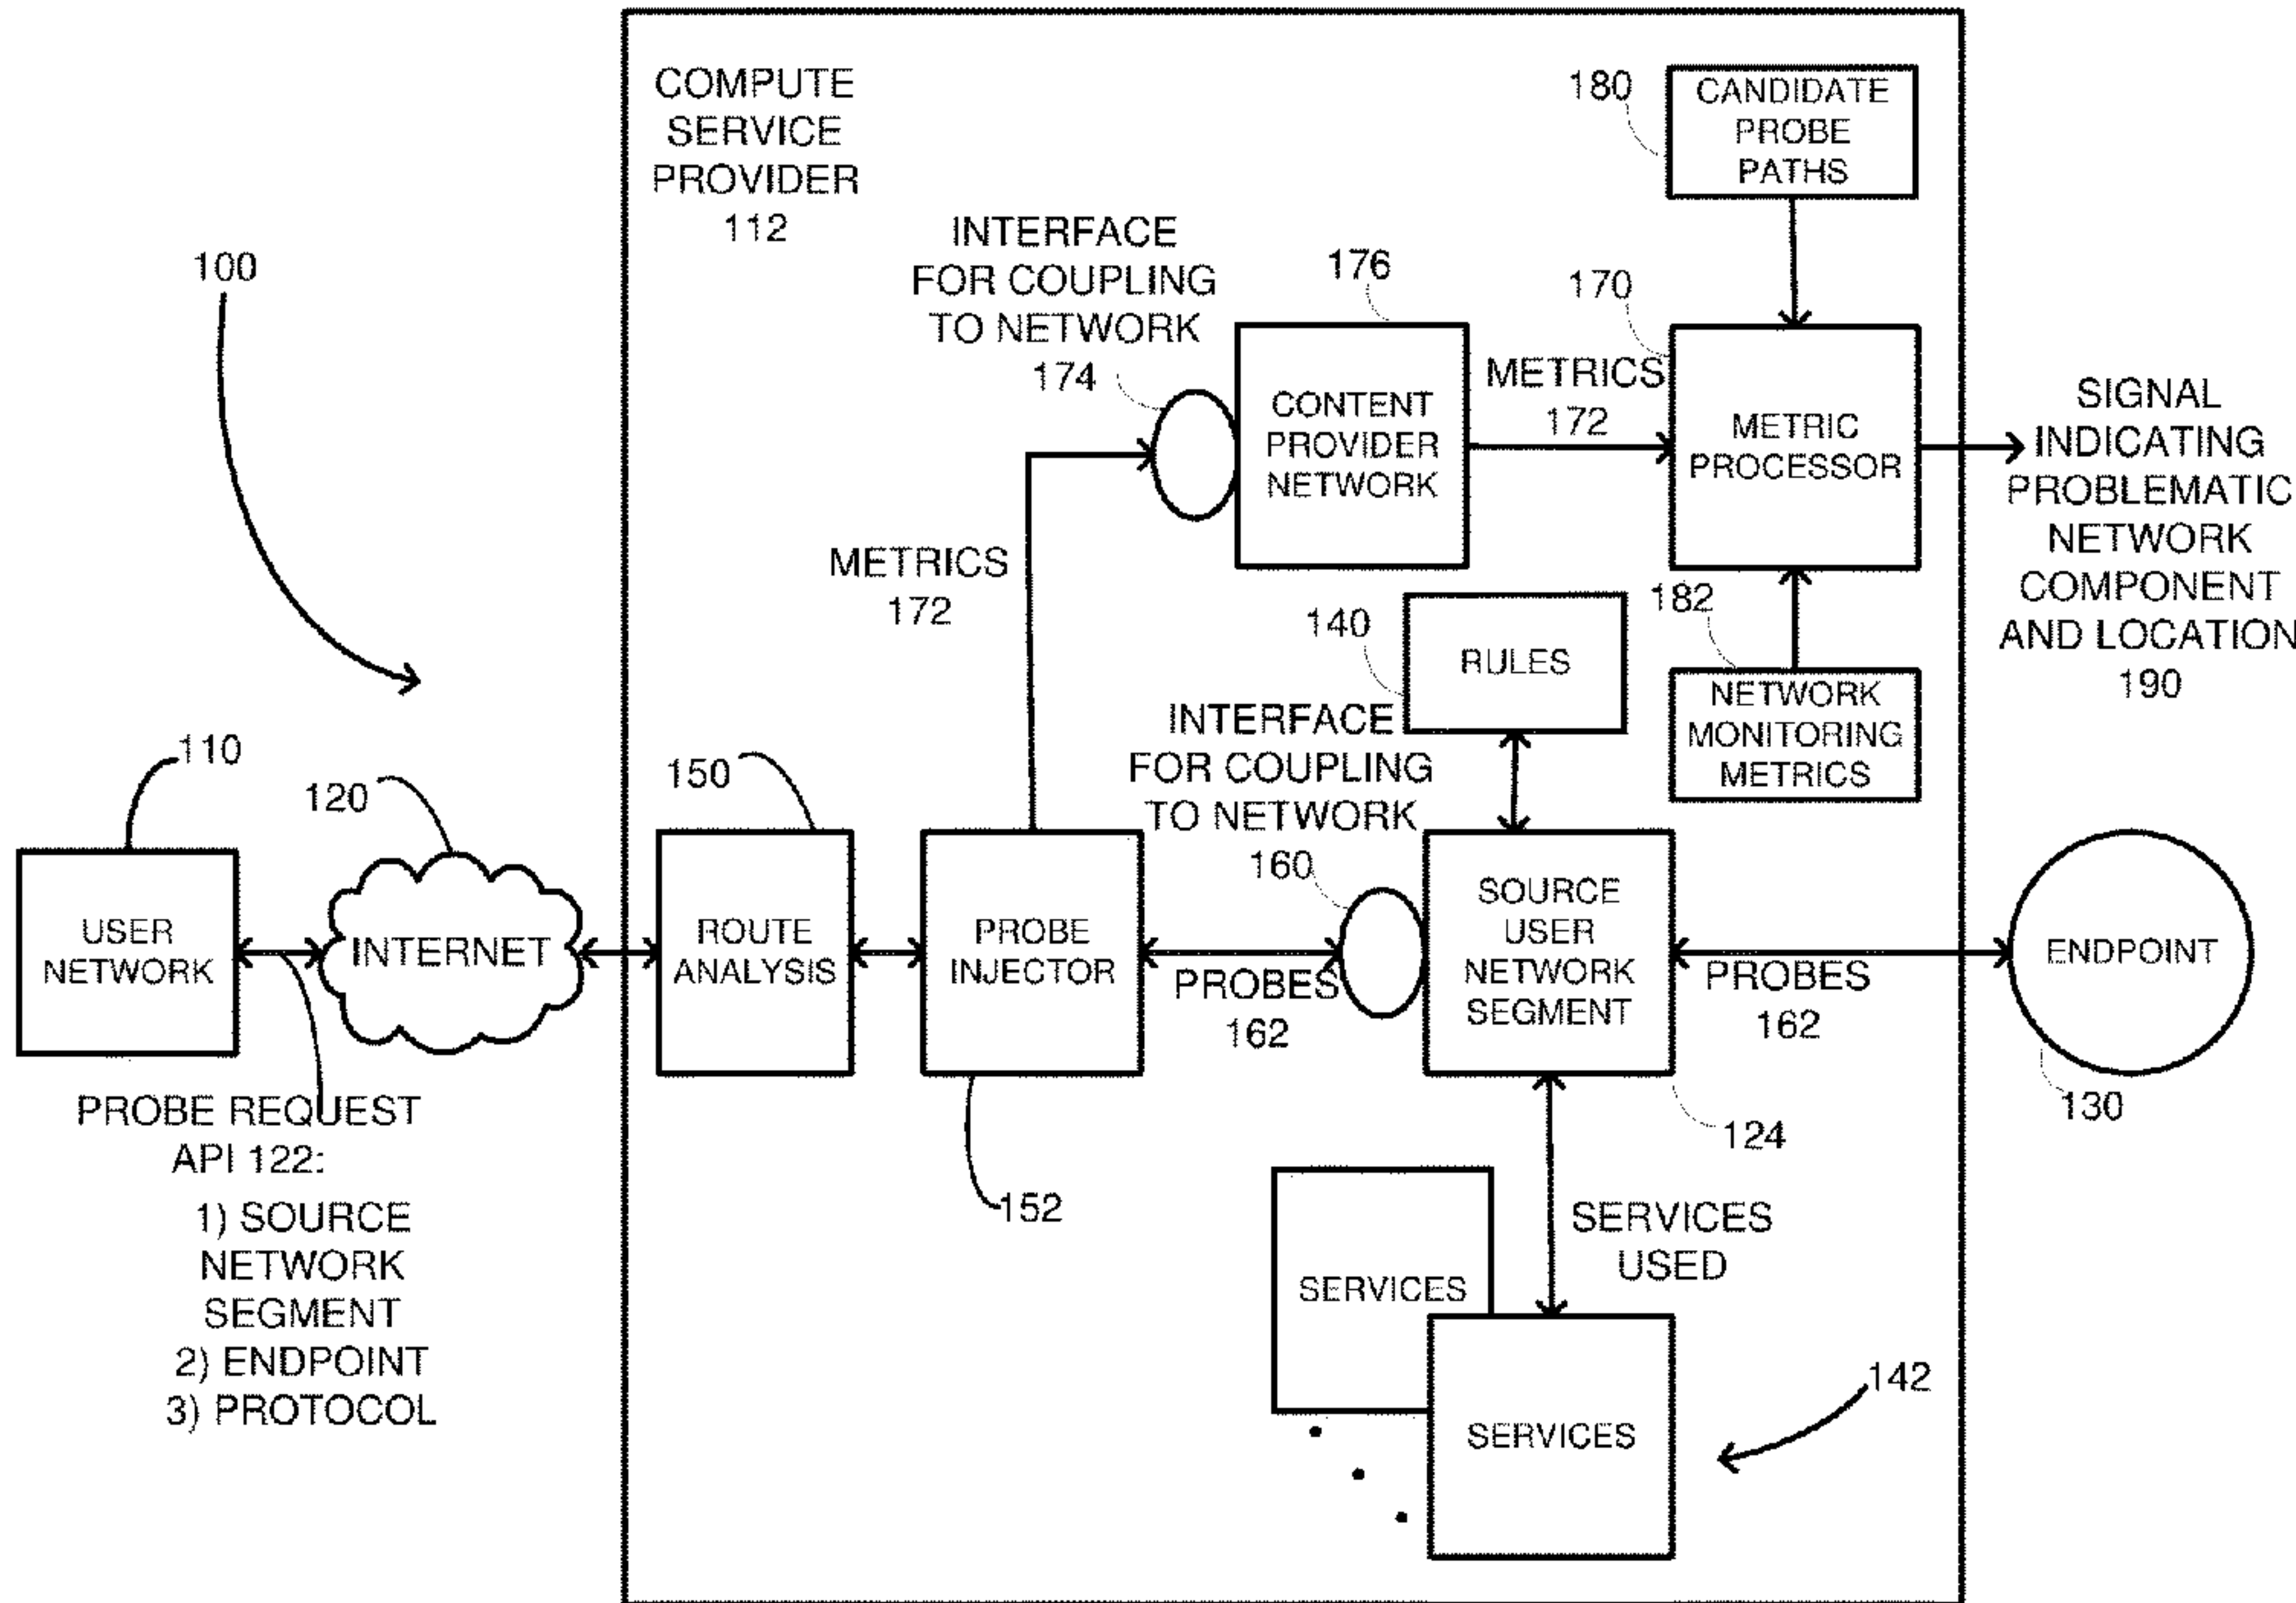 COMPUTE
SERVICE
PROVIDER
112
180
CANDIDATE
PROBE
PATHS
100
INTERFACE
FOR COUPLING
TO NETWORK
174
176
CONTENT
PROVIDER
NETWORK
METRICS
172
170
METRIC
PROCESSOR
SIGNAL
INDICATING
PROBLEMATIC
NETWORK
COMPONENT
AND LOCATION
190
METRICS
172
140
RULES
182
NETWORK
MONITORING
METRICS
INTERFACE
FOR COUPLING
TO NETWORK
160
110
USER
NETWORK
120
INTERNET
150
ROUTE
ANALYSIS
PROBE
INJECTOR
152
PROBES
162
SOURCE
USER
NETWORK
SEGMENT
124
PROBES
162
ENDPOINT
130
PROBE REQUEST
API 122:
1) SOURCE
NETWORK
SEGMENT
2) ENDPOINT
3) PROTOCOL
SERVICES
USED
SERVICES
SERVICES
142